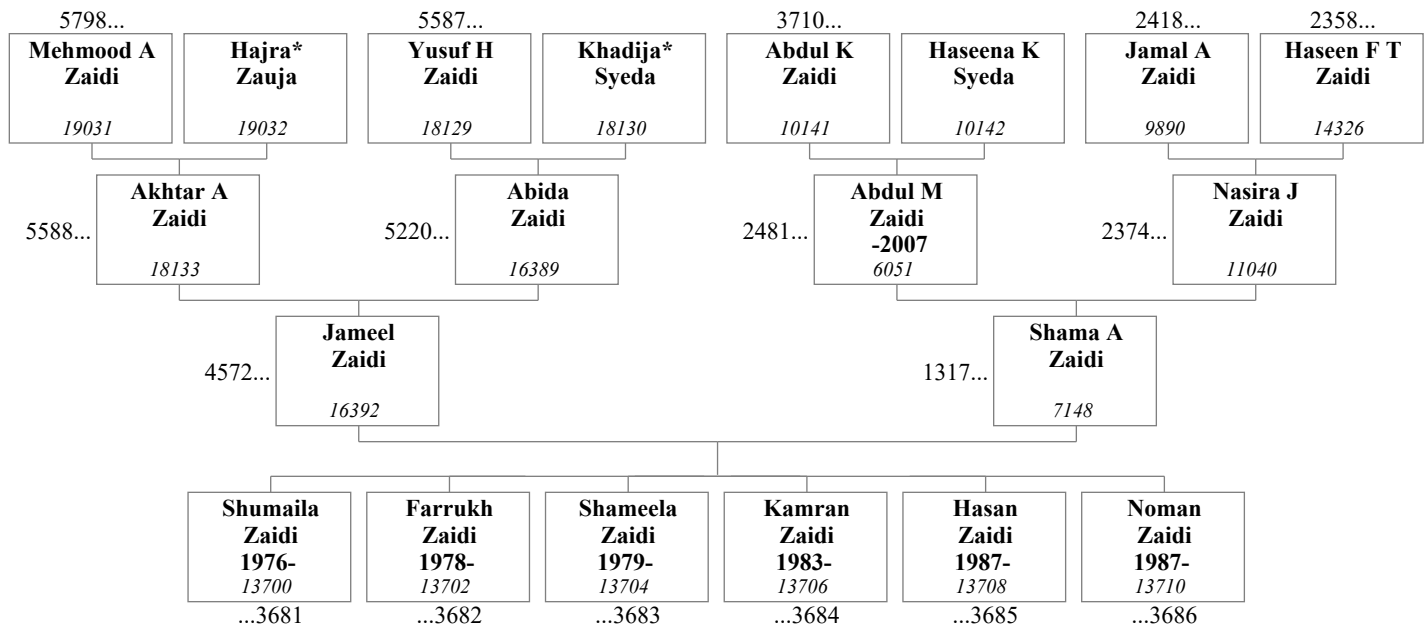 5798... 5587... 3710... 2418... 2358...
Mehmood A Hajra* Yusuf H Khadija* Abdul K Haseena K Jamal A Haseen F T
Zaidi Zauja Zaidi Syeda Zaidi Syeda Zaidi Zaidi
19031 19032 18129 18130 10141 10142 9890 14326
Akhtar A Abida Abdul M Nasira J
Zaidi Zaidi Zaidi Zaidi
5588... 5220... 2481... -2007 2374...
18133 16389 6051 11040
Jameel Shama A
Zaidi Zaidi
4572... 1317...
16392 7148
Shumaila Farrukh Shameela Kamran Hasan Noman
Zaidi Zaidi Zaidi Zaidi Zaidi Zaidi
1976- 1978- 1979- 1983- 1987- 1987-
13700 13702 13704 13706 13708 13710
...3681 ...3682 ...3683 ...3684 ...3685 ...3686